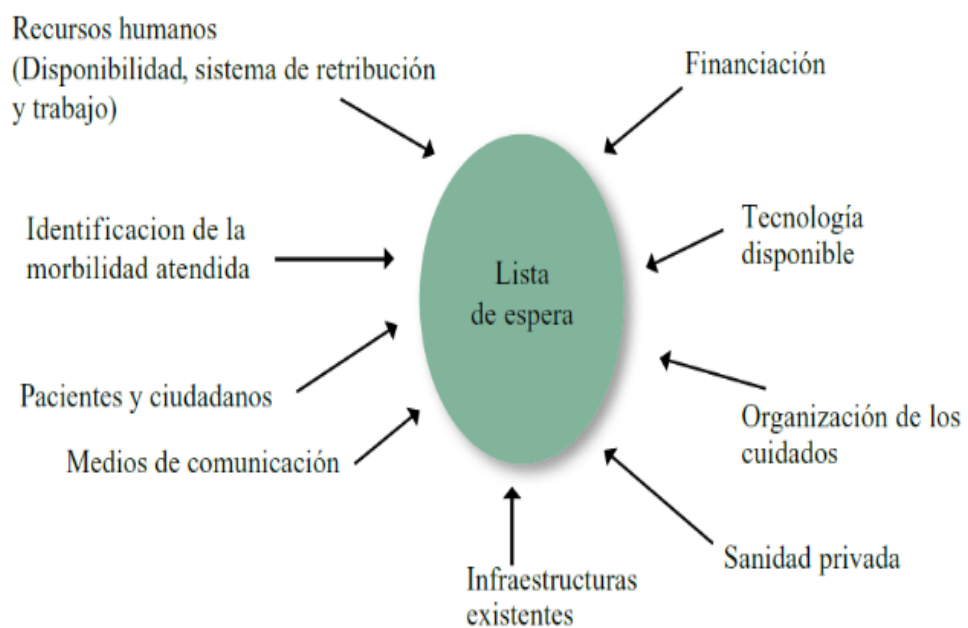 Recursos humanos
(Disponibilidad, sistema de retribución
y trabajo)
Financiación
Identificacion de la
morbilidad atendida
Tecnología
disponible
Lista
de espera
Pacientes y ciudadanos
Organización de los
cuidados
Medios de comunicación
Sanidad privada
Infraestructuras
existentes